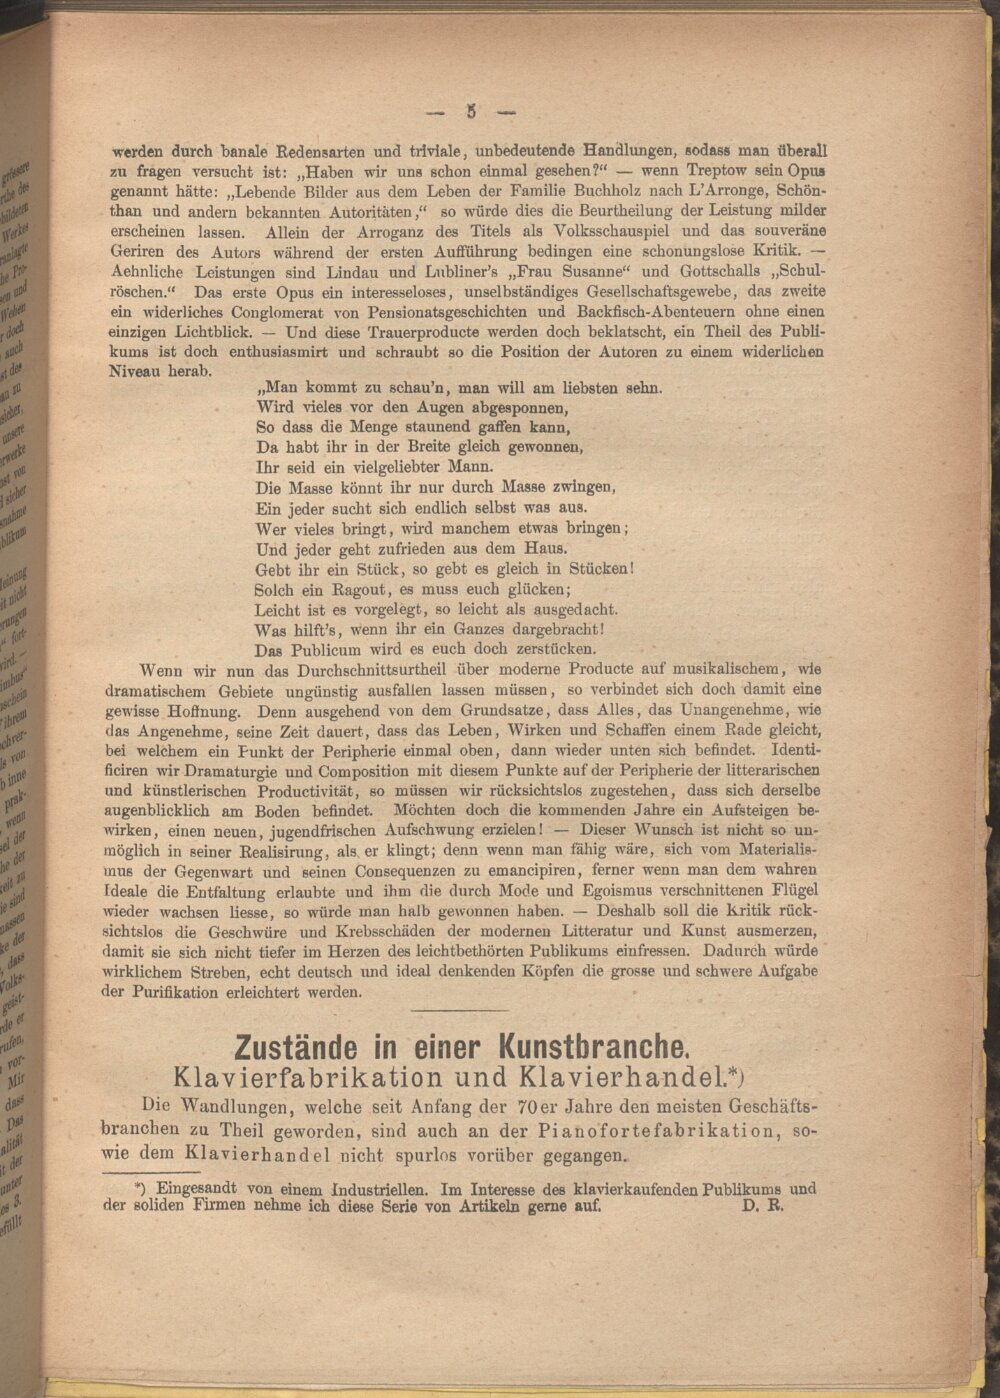 — 5 —
werden durch banale Redensarten und triviale, unbedeutende Handlungen, sodass man überall
zu fragen versucht ist: „Haben wir uns schon einmal gesehen?“ — wenn Treptow sein Opus
genannt hätte: „Lebende Bilder aus dem Leben der Familie Buchholz nach L'Arronge, Schön-
than und andern bekannten Autoritäten,“ so würde dies die Beurtheilung der Leistung milder
erscheinen lassen. Allein der Arroganz des Titels als Volksschauspiel und das souveräne
Geriren des Autors während der ersten Aufführung bedingen eine schonungslose Kritik. —
Aehnliche Leistungen sind Lindau und Lubliner's „Frau Susanne“ und Gottschalls „Schul-
röschen.“ Das erste Opus ein interesseloses, unselbständiges Gesellschaftsgewebe, das zweite
ein widerliches Conglomerat von Pensionatsgeschichten und Backfisch-Abenteuern ohne einen
einzigen Lichtblick. — Und diese Trauerproducte werden doch beklatscht, ein Theil des Publi-
kums ist doch enthusiasmirt und schraubt so die Position der Autoren zu einem widerlichen
Niveau herab.
„Man kommt zu schau'n, man will am liebsten sehn.
Wird vieles vor den Augen abgesponnen,
So dass die Menge staunend gaffen kann,
Da habt ihr in der Breite gleich gewonnen,
Ihr seid ein vielgeliebter Mann.
Die Masse könnt ihr nur durch Masse zwingen,
Ein jeder sucht sich endlich selbst was aus.
Wer vieles bringt, wird manchem etwas bringen;
Und jeder geht zufrieden aus dem Haus.
Gebt ihr ein Stück, so gebt es gleich in Stücken!
Solch ein Ragout, es muss euch glücken;
Leicht ist es vorgelegt, so leicht als ausgedacht.
Was hilft's, wenn ihr ein Ganzes dargebracht!
Das Publicum wird es euch doch zerstücken.
Wenn wir nun das Durchschnittsurtheil über moderne Producte auf musikalischem, wie
dramatischem Gebiete ungünstig ausfallen lassen müssen, so verbindet sich doch damit eine
gewisse Hoffnung. Denn ausgehend von dem Grundsatze, dass Alles, das Unangenehme, wie
das Angenehme, seine Zeit dauert, dass das Leben, Wirken und Schaffen einem Rade gleicht,
bei welchem ein Punkt der Peripherie einmal oben, dann wieder unten sich befindet. Identi-
ficiren wir Dramaturgie und Composition mit diesem Punkte auf der Peripherie der litterarischen
und künstlerischen Productivität, so müssen wir rücksichtslos zugestehen, dass sich derselbe
augenblicklich am Boden befindet. Möchten doch die kommenden Jahre ein Aufsteigen be-
wirken, einen neuen, jugendfrischen Aufschwung erzielen! — Dieser Wunsch ist nicht so un-
möglich in seiner Realisirung, als er klingt; denn wenn man fähig wäre, sich vom Materialis-
mus der Gegenwart und seinen Consequenzen zu emancipiren, ferner wenn man dem wahren
Ideale die Entfaltung erlaubte und ihm die durch Mode und Egoismus verschnittenen Flügel
wieder wachsen liesse, so würde man halb gewonnen haben. — Deshalb soll die Kritik rück-
sichtslos die Geschwüre und Krebsschäden der modernen Litteratur und Kunst ausmerzen,
damit sie sich nicht tiefer im Herzen des leichtbethörten Publikums einfressen. Dadurch würde
wirklichem Streben, echt deutsch und ideal denkenden Köpfen die grosse und schwere Aufgabe
der Purifikation erleichtert werden.
Zustände in einer Kunstbranche.
Klavierfabrikation und Klavierhandel.*)
Die Wandlungen, welche seit Anfang der 70er Jahre den meisten Geschäfts-
branchen zu Theil geworden, sind auch an der Pianofortefabrikation, so-
wie dem Klavierhandel nicht spurlos vorüber gegangen.
*) Eingesandt von einem Industriellen. Im Interesse des klavierkaufenden Publikums und
der soliden Firmen nehme ich diese Serie von Artikeln gerne auf. D. R.